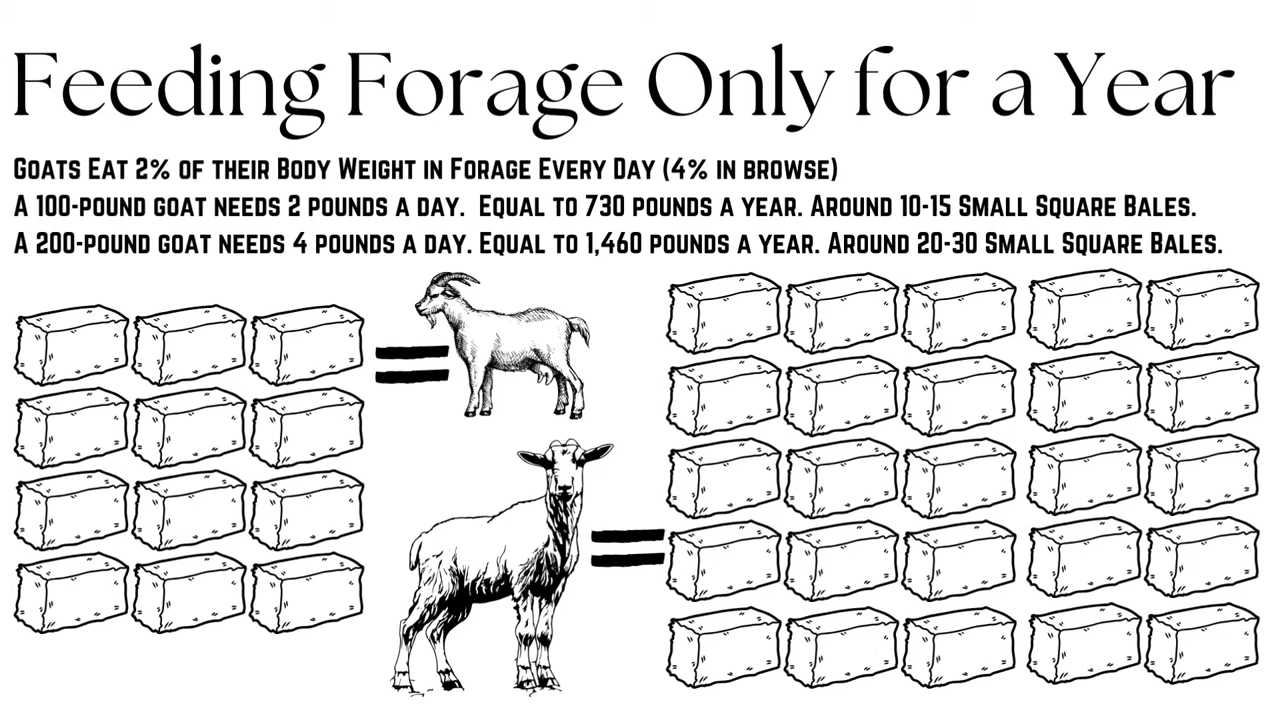 Feeding Forage Only for a Year
Goats Eat 2% of their Body Weight in Forage Every Day (4% in browse)
A 100-pound goat needs 2 pounds a day. Equal to 730 pounds a year. Around 10-15 Small Square Bales.
A 200-pound goat needs 4 pounds a day. Equal to 1,460 pounds a year. Around 20-30 Small Square Bales.